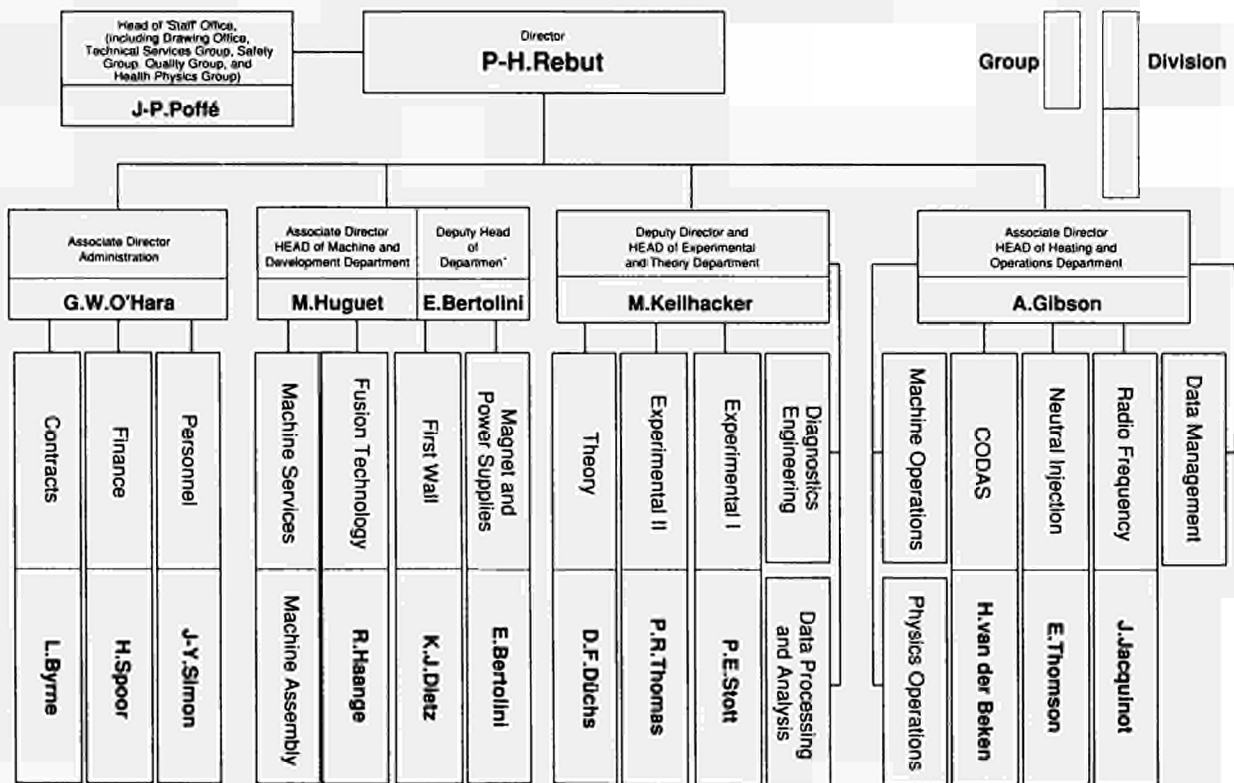 Head of 'Staff' Office,
(including Drawing Office,
Technical Services Group, Safety
Group, Quality Group, and
Health Physics Group)
J-P.Poffé
Director
P-H.Rebut
Group
Division
Associate Director
Administration
G.W.O'Hara
Associate Director
HEAD of Machine and
Development Department
M.Huguet
Deputy Head
of
Department
E.Bertolini
Deputy Director and
HEAD of Experimental
and Theory Department
M.Keilhacker
Associate Director
HEAD of Heating and
Operations Department
A.Gibson
Contracts
L.Byrne
Finance
H.Spoor
Personnel
J-Y.Simon
Machine Services
Machine Assembly
Fusion Technology
R.Haange
First Wall
K.J.Dietz
Magnet and
Power Supplies
E.Bertolini
Theory
D.F.Düchs
Experimental II
P.R.Thomas
Experimental I
P.E.Stott
Diagnostics
Engineering
Data Processing
and Analysis
Machine Operations
Physics Operations
CODAS
H.van der Beken
Neutral Injection
E.Thomson
Radio Frequency
J.Jacquinot
Data Management